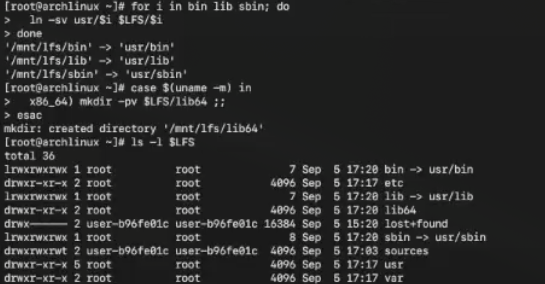 [root@archlinux ~]# for i in bin lib sbin; do
>   ln -sv usr/$i $LFS/$i
> done
'/mnt/lfs/bin' -> 'usr/bin'
'/mnt/lfs/lib' -> 'usr/lib'
'/mnt/lfs/sbin' -> 'usr/sbin'
[root@archlinux ~]# case $(uname -m) in
>   x86_64) mkdir -pv $LFS/lib64 ;;
> esac
mkdir: created directory '/mnt/lfs/lib64'
[root@archlinux ~]# ls -l $LFS
total 36
lrwxrwxrwx 1 root          root              7 Sep  5 17:20 bin -> usr/bin
drwxr-xr-x 2 root          root           4096 Sep  5 17:17 etc
lrwxrwxrwx 1 root          root              7 Sep  5 17:20 lib -> usr/lib
drwxr-xr-x 2 root          root           4096 Sep  5 17:20 lib64
drwx------ 2 user-b96fe01c user-b96fe01c 16384 Sep  5 15:20 lost+found
lrwxrwxrwx 1 root          root              8 Sep  5 17:20 sbin -> usr/sbin
drwxrwxrwt 2 user-b96fe01c user-b96fe01c  4096 Sep  5 17:03 sources
drwxr-xr-x 5 root          root           4096 Sep  5 17:17 usr
drwxr-xr-x 2 root          root           4096 Sep  5 17:17 var